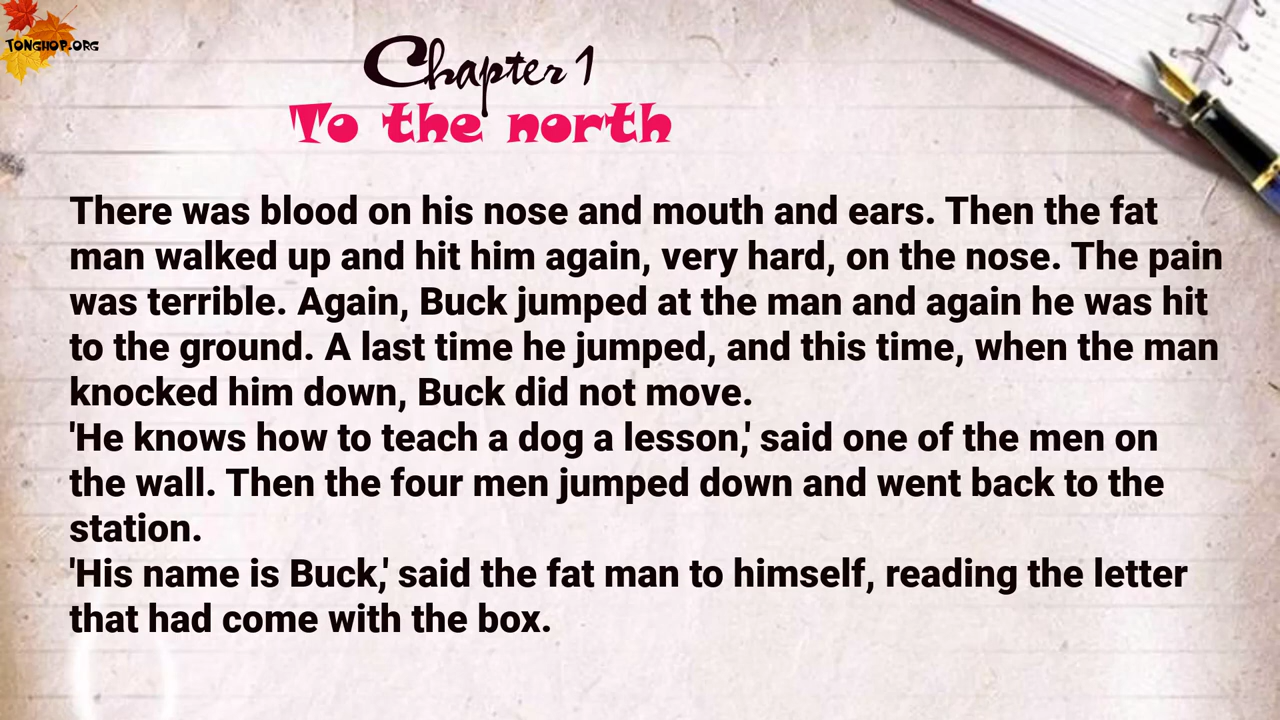 TONGHOP.ORG
Chapter 1
To the north
There was blood on his nose and mouth and ears. Then the fat
man walked up and hit him again, very hard, on the nose. The pain
was terrible. Again, Buck jumped at the man and again he was hit
to the ground. A last time he jumped, and this time, when the man
knocked him down, Buck did not move.
'He knows how to teach a dog a lesson,' said one of the men on
the wall. Then the four men jumped down and went back to the
station.
'His name is Buck,' said the fat man to himself, reading the letter
that had come with the box.